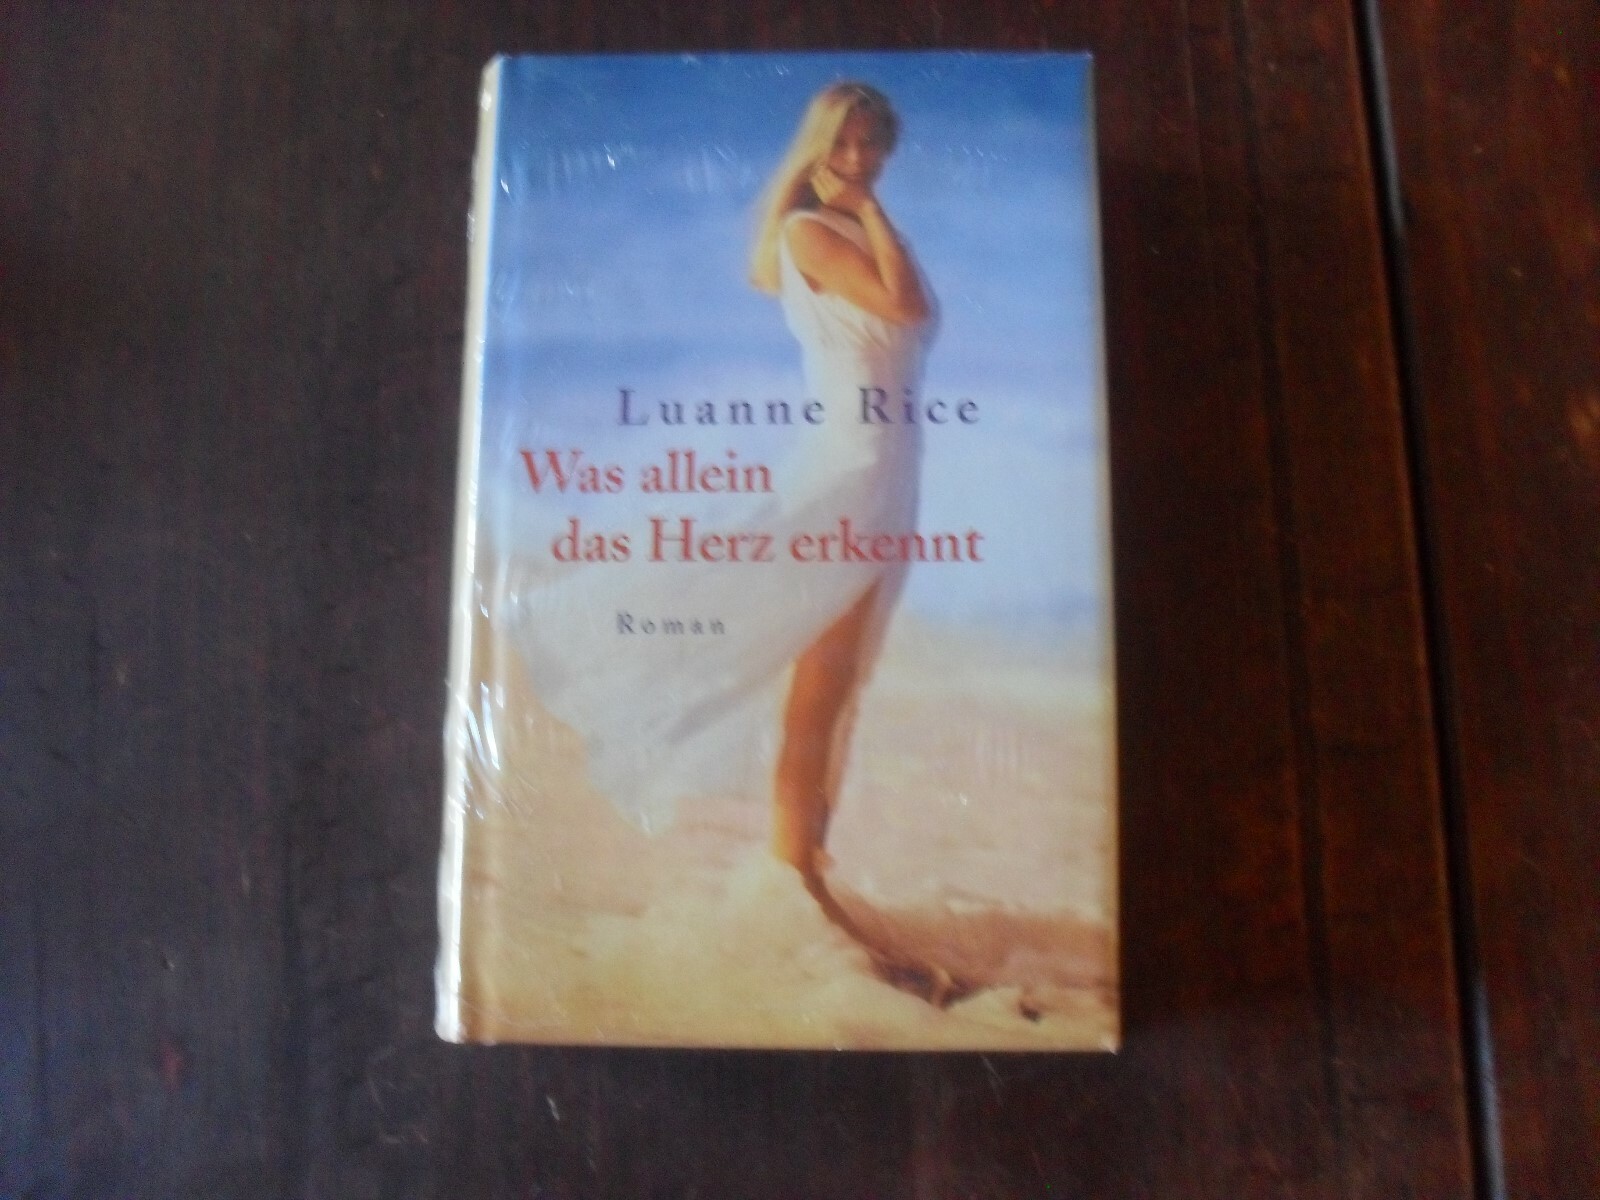 Luanne Rice
Was allein
das Herz erkennt
Roman